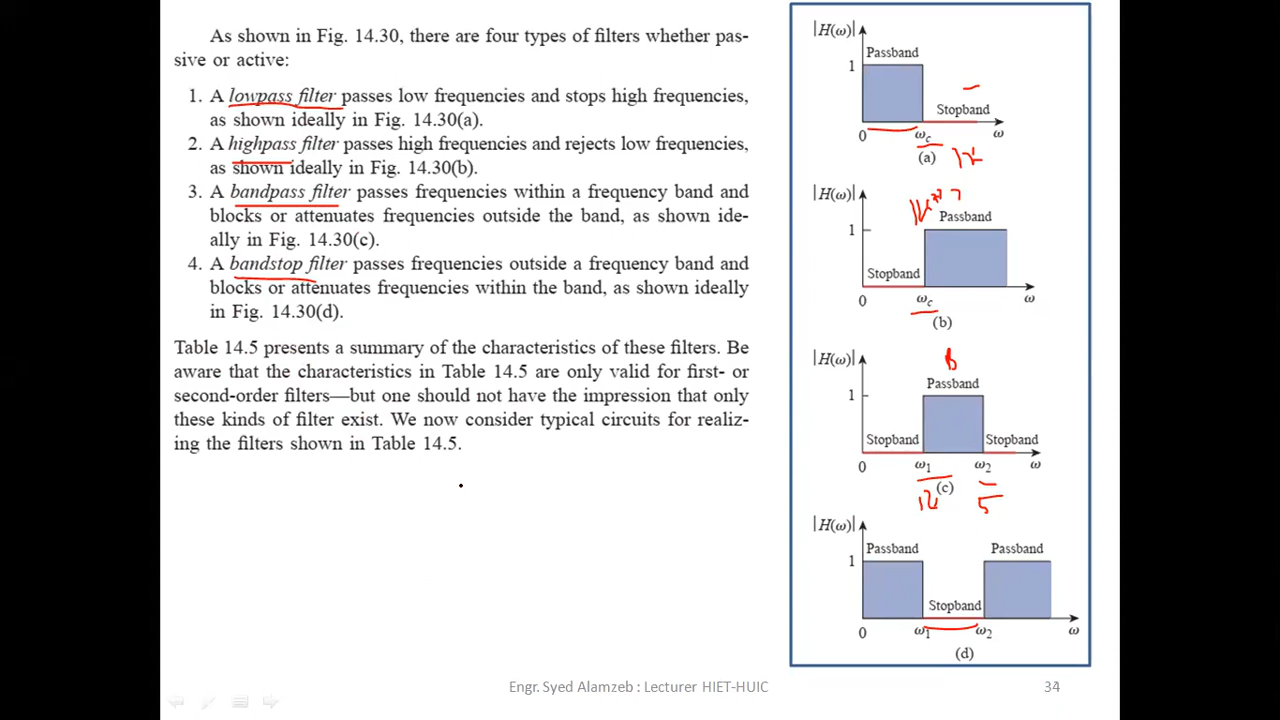 As shown in Fig. 14.30, there are four types of filters whether pas-
sive or active:
1. A lowpass filter passes low frequencies and stops high frequencies,
as shown ideally in Fig. 14.30(a).
2. A highpass filter passes high frequencies and rejects low frequencies,
as shown ideally in Fig. 14.30(b).
3. A bandpass filter passes frequencies within a frequency band and
blocks or attenuates frequencies outside the band, as shown ide-
ally in Fig. 14.30(c).
4. A bandstop filter passes frequencies outside a frequency band and
blocks or attenuates frequencies within the band, as shown ideally
in Fig. 14.30(d).
Table 14.5 presents a summary of the characteristics of these filters. Be
aware that the characteristics in Table 14.5 are only valid for first- or
second-order filters—but one should not have the impression that only
these kinds of filter exist. We now consider typical circuits for realiz-
ing the filters shown in Table 14.5.
|H(ω)|
Passband
1
Stopband
0 ωc ω
(a)
|H(ω)|
Passband
1
Stopband
0 ωc ω
(b)
|H(ω)|
Passband
1
Stopband Stopband
0 ω1 ω2 ω
(c)
|H(ω)|
Passband Passband
1
Stopband
0 ω1 ω2 ω
(d)
Engr. Syed Alamzeb : Lecturer HIET-HUIC
34